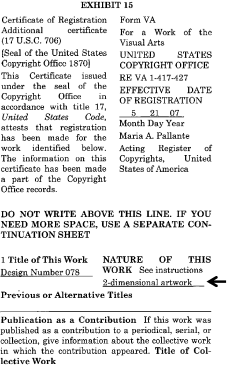 EXHIBIT 15
Certificate of Registration
Additional certificate
(17 U.S.C. 706)
[Seal of the United States
Copyright Office 1870]
This Certificate issued
under the seal of the
Copyright Office in
accordance with title 17,
United States Code,
attests that registration
has been made for the
work identified below.
The information on this
certificate has been made
a part of the Copyright
Office records.
Form VA
For a Work of the
Visual Arts
UNITED STATES
COPYRIGHT OFFICE
RE VA 1-417-427
EFFECTIVE DATE
OF REGISTRATION
5 21 07
Month Day Year
Maria A. Pallante
Acting Register of
Copyrights, United
States of America
DO NOT WRITE ABOVE THIS LINE. IF YOU
NEED MORE SPACE, USE A SEPARATE CON-
TINUATION SHEET
1 Title of This Work
Design Number 078
NATURE OF THIS
WORK See instructions
2-dimensional artwork
Previous or Alternative Titles
Publication as a Contribution If this work was
published as a contribution to a periodical, serial, or
collection, give information about the collective work
in which the contribution appeared. Title of Col-
lective Work